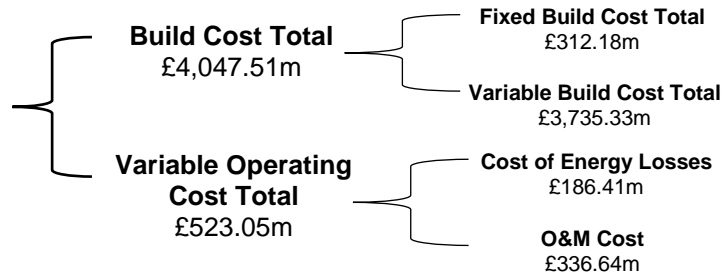 Build Cost Total
£4,047.51m
Fixed Build Cost Total
£312.18m
Variable Build Cost Total
£3,735.33m
Variable Operating
Cost Total
£523.05m
Cost of Energy Losses
£186.41m
O&M Cost
£336.64m